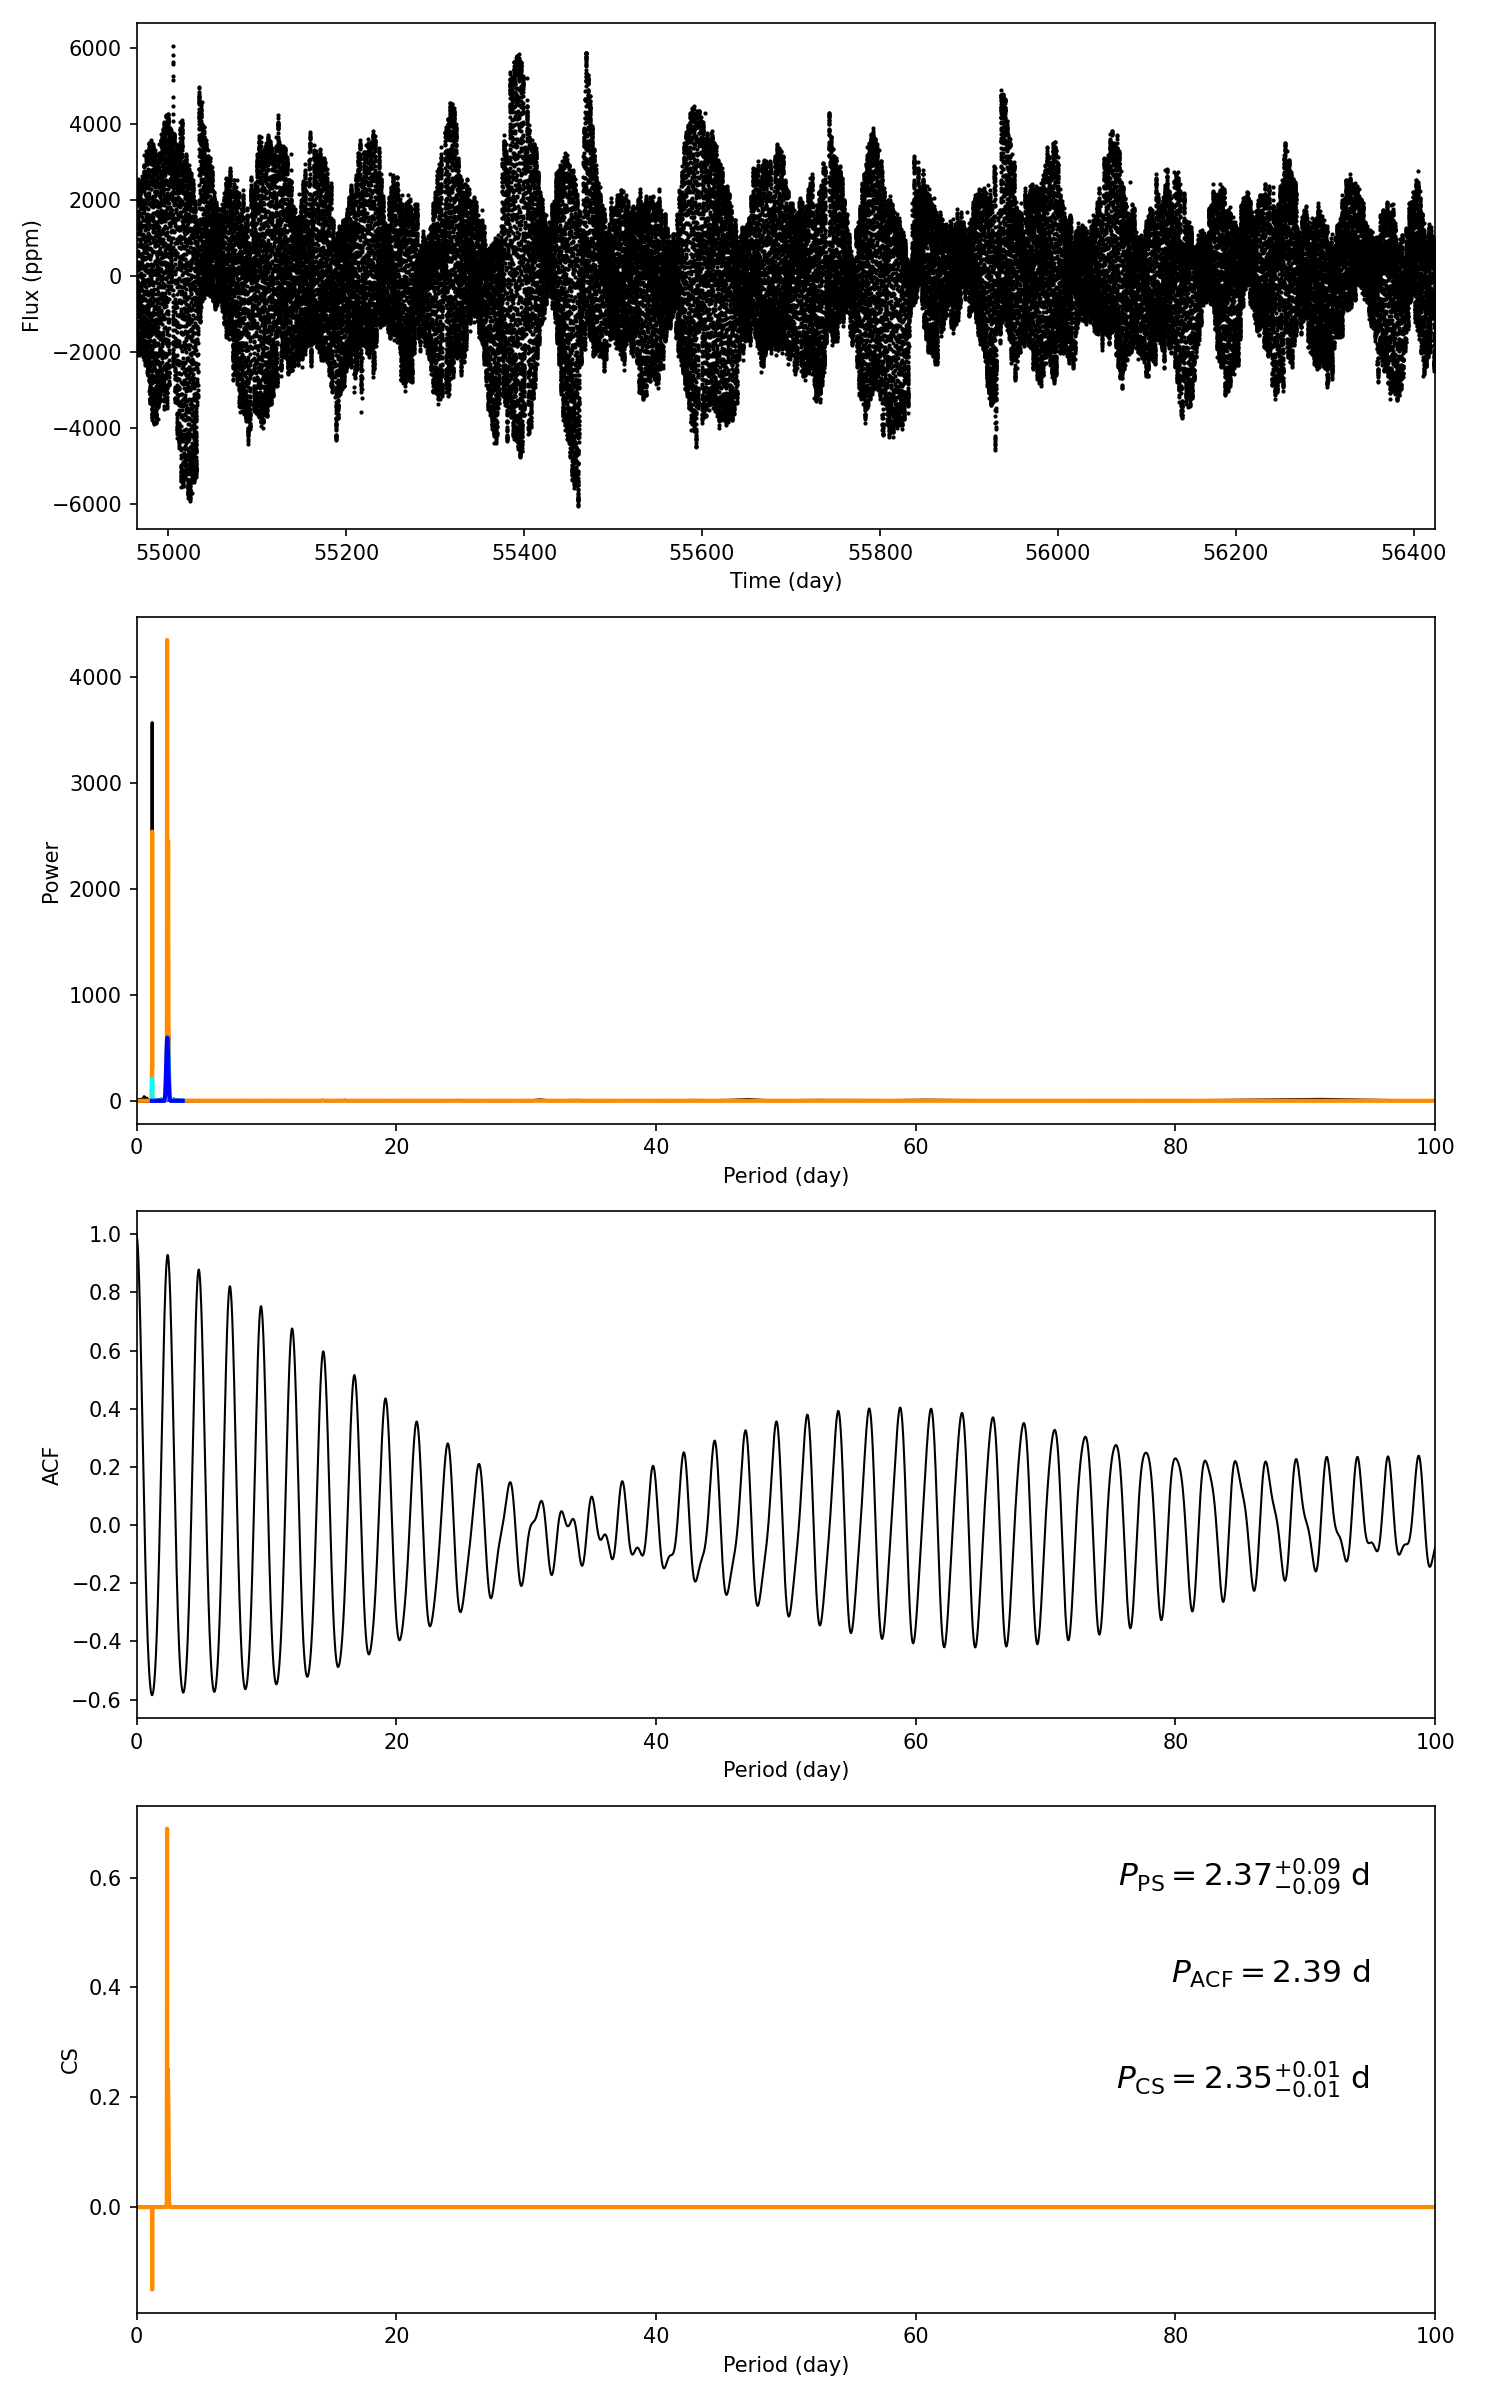 6000
4000
2000
0
−2000
−4000
−6000
Flux (ppm)
55000 55200 55400 55600 55800 56000 56200 56400
Time (day)
4000
3000
2000
1000
0
Power
0 20 40 60 80 100
Period (day)
1.0
0.8
0.6
0.4
0.2
0.0
−0.2
−0.4
−0.6
ACF
0 20 40 60 80 100
Period (day)
0.6
0.4
0.2
0.0
CS
P_PS = 2.37^{+0.09}_{−0.09} d
P_ACF = 2.39 d
P_CS = 2.35^{+0.01}_{−0.01} d
0 20 40 60 80 100
Period (day)